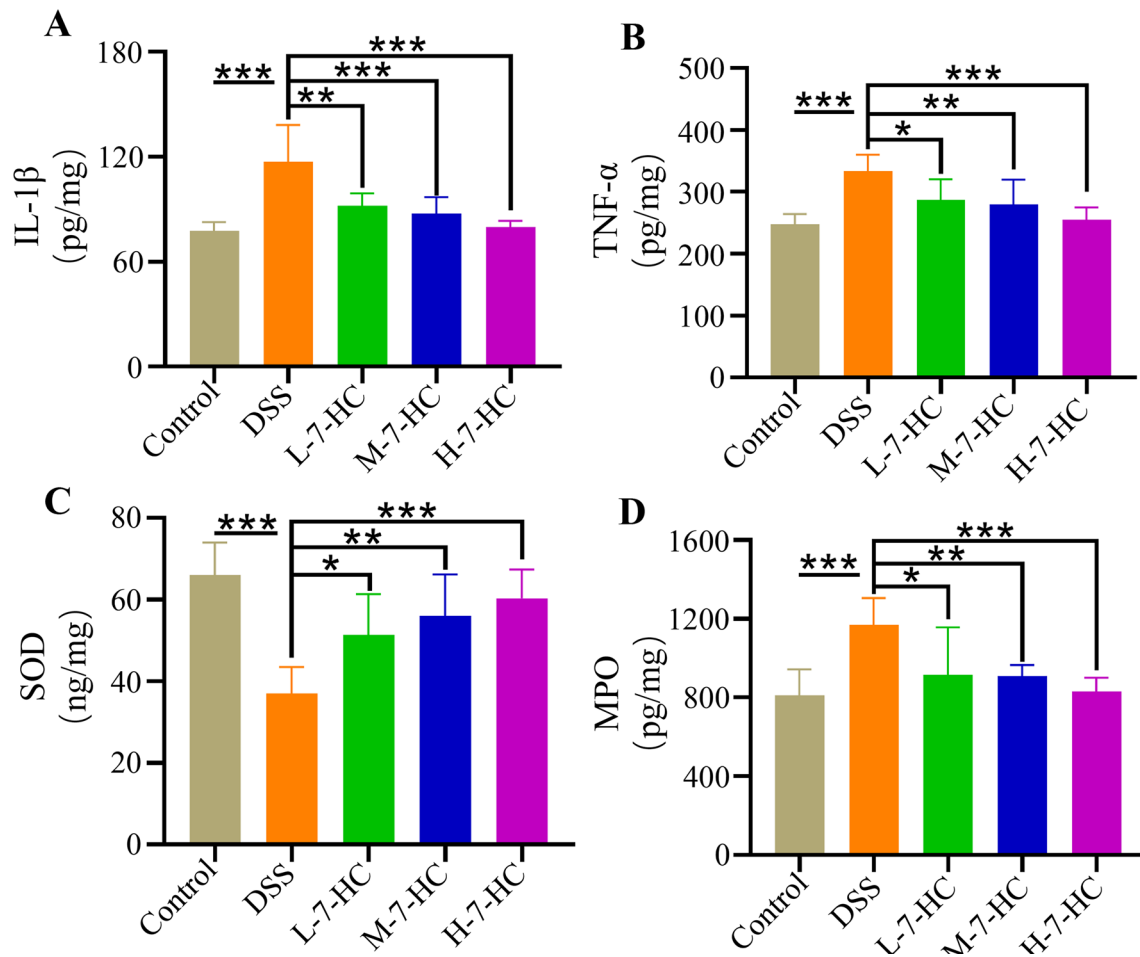 A
IL-1β
(pg/mg)
180
120
60
0
***
***
***
**
Control
DSS
L-7-HC
M-7-HC
H-7-HC
B
TNF-α
(pg/mg)
500
400
300
200
100
0
***
***
**
*
Control
DSS
L-7-HC
M-7-HC
H-7-HC
C
SOD
(ng/mg)
80
60
40
20
0
***
***
**
*
Control
DSS
L-7-HC
M-7-HC
H-7-HC
D
MPO
(pg/mg)
1600
1200
800
400
0
***
***
**
*
Control
DSS
L-7-HC
M-7-HC
H-7-HC